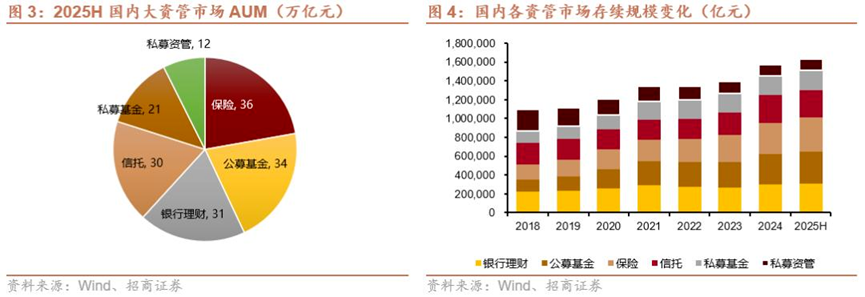 图 3：2025H 国内大资管市场 AUM（万亿元）
私募资管, 12
私募基金, 21
保险, 36
信托, 30
公募基金, 34
银行理财, 31
资料来源：Wind、招商证券
图 4：国内各资管市场存续规模变化（亿元）
1,800,000
1,600,000
1,400,000
1,200,000
1,000,000
800,000
600,000
400,000
200,000
0
2018 2019 2020 2021 2022 2023 2024 2025H
银行理财 公募基金 保险 信托 私募基金 私募资管
资料来源：Wind、招商证券